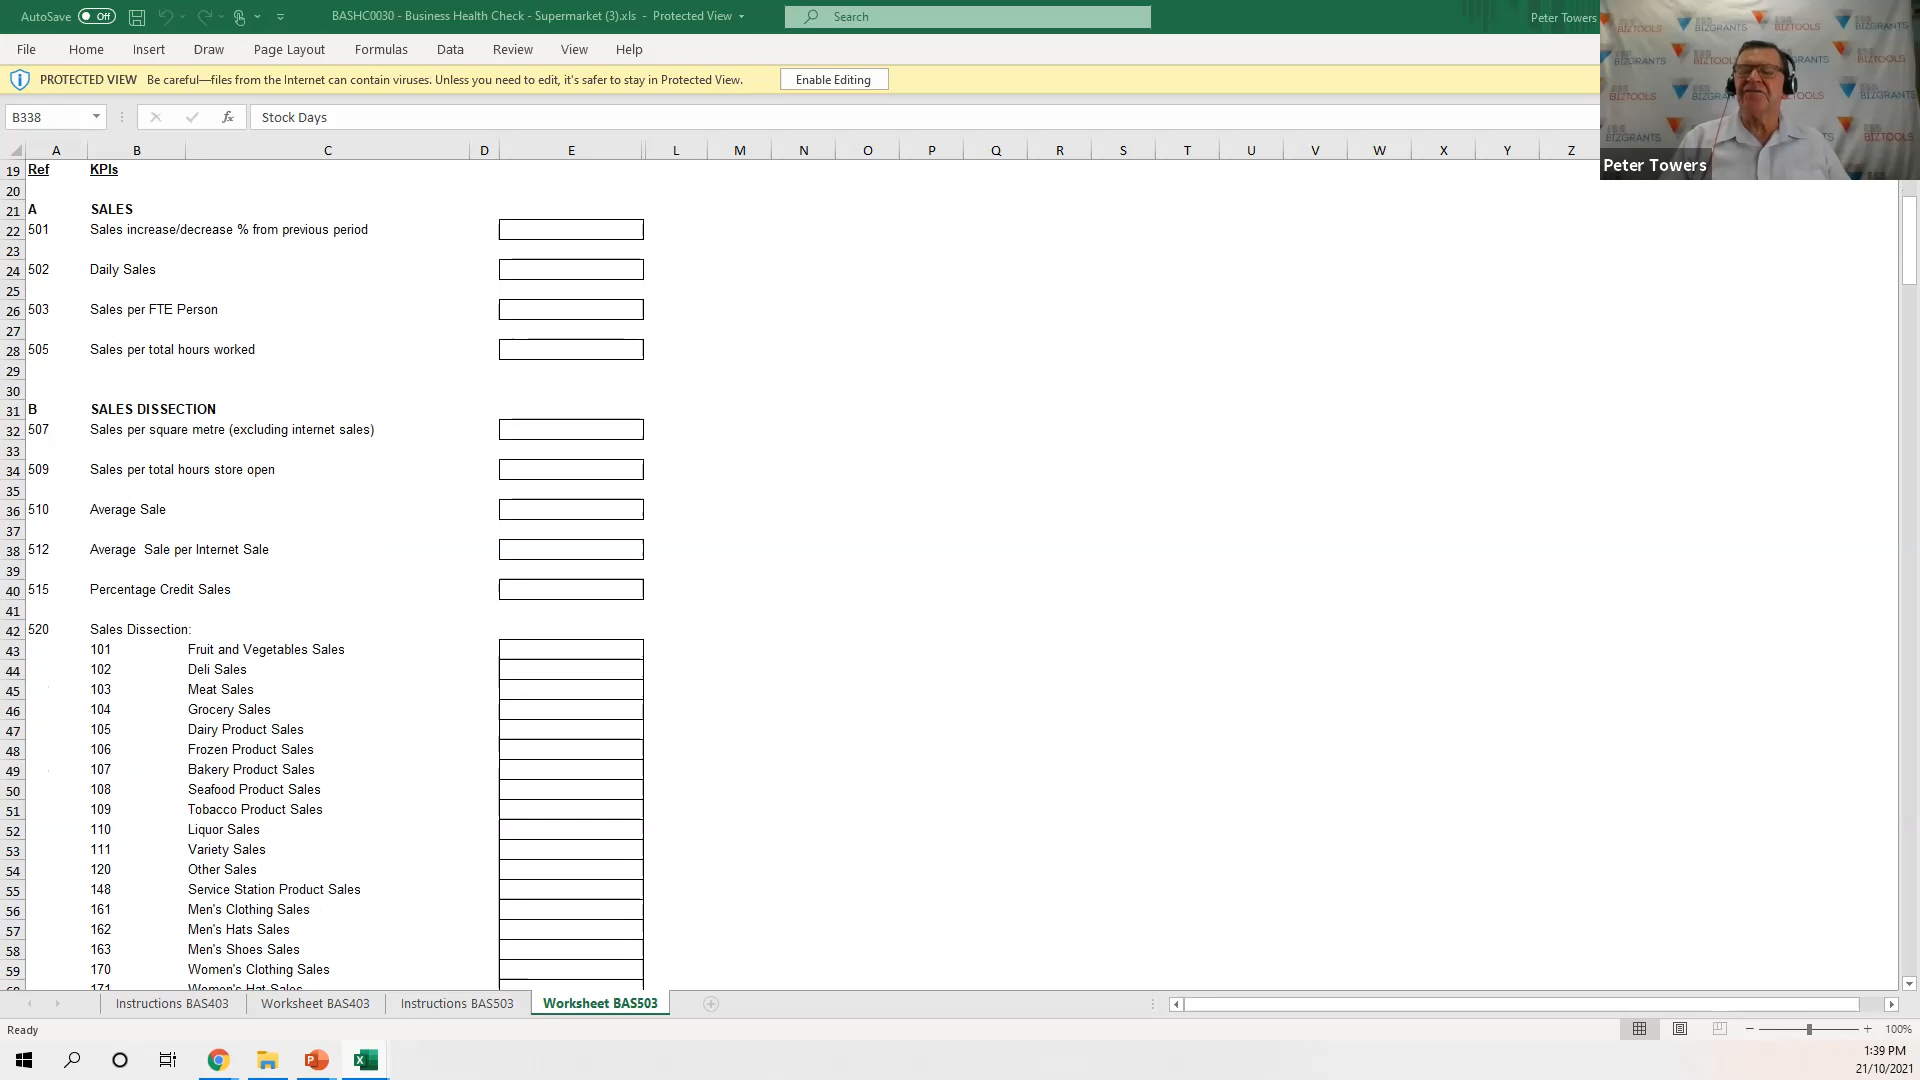 AutoSave Off BASHC0030 - Business Health Check - Supermarket (3).xls - Protected View Search Peter Towers
File Home Insert Draw Page Layout Formulas Data Review View Help
PROTECTED VIEW Be careful—files from the Internet can contain viruses. Unless you need to edit, it's safer to stay in Protected View. Enable Editing
B338 fx Stock Days
Peter Towers
A B C D E L M N O P Q R S T U V W X Y Z
19 Ref KPIs
20
21 A SALES
22 501 Sales increase/decrease % from previous period
23
24 502 Daily Sales
25
26 503 Sales per FTE Person
27
28 505 Sales per total hours worked
29
30
31 B SALES DISSECTION
32 507 Sales per square metre (excluding internet sales)
33
34 509 Sales per total hours store open
35
36 510 Average Sale
37
38 512 Average Sale per Internet Sale
39
40 515 Percentage Credit Sales
41
42 520 Sales Dissection:
43 101 Fruit and Vegetables Sales
44 102 Deli Sales
45 103 Meat Sales
46 104 Grocery Sales
47 105 Dairy Product Sales
48 106 Frozen Product Sales
49 107 Bakery Product Sales
50 108 Seafood Product Sales
51 109 Tobacco Product Sales
52 110 Liquor Sales
53 111 Variety Sales
54 120 Other Sales
55 148 Service Station Product Sales
56 161 Men's Clothing Sales
57 162 Men's Hats Sales
58 163 Men's Shoes Sales
59 170 Women's Clothing Sales
171 Women's Hat Sales
Instructions BAS403 Worksheet BAS403 Instructions BAS503 Worksheet BAS503
Ready 100%
1:39 PM
21/10/2021